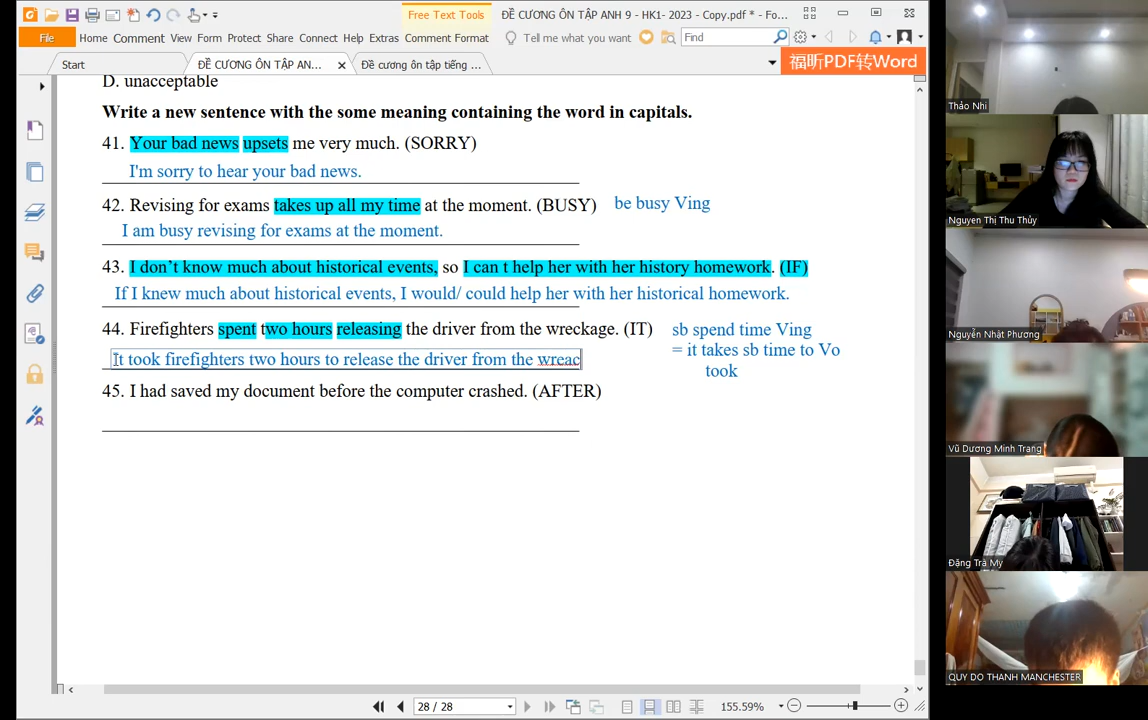 Free Text Tools
ĐỀ CƯƠNG ÔN TẬP ANH 9 - HK1- 2023 - Copy.pdf * - Fo...
File Home Comment View Form Protect Share Connect Help Extras Comment Format Tell me what you want Find
Start ĐỀ CƯƠNG ÔN TẬP AN... Đề cương ôn tập tiếng ... 福昕PDF转Word
D. unacceptable
Write a new sentence with the some meaning containing the word in capitals.
41. Your bad news upsets me very much. (SORRY)
I'm sorry to hear your bad news.
42. Revising for exams takes up all my time at the moment. (BUSY) be busy Ving
I am busy revising for exams at the moment.
43. I don't know much about historical events, so I can t help her with her history homework. (IF)
If I knew much about historical events, I would/ could help her with her historical homework.
44. Firefighters spent two hours releasing the driver from the wreckage. (IT) sb spend time Ving
= it takes sb time to Vo
It took firefighters two hours to release the driver from the wreac
took
45. I had saved my document before the computer crashed. (AFTER)
28 / 28 155.59%
Thảo Nhi
Nguyen Thị Thu Thủy
Nguyễn Nhật Phương
Vũ Dương Minh Trang
Đặng Trà My
QUY DO THANH MANCHESTER